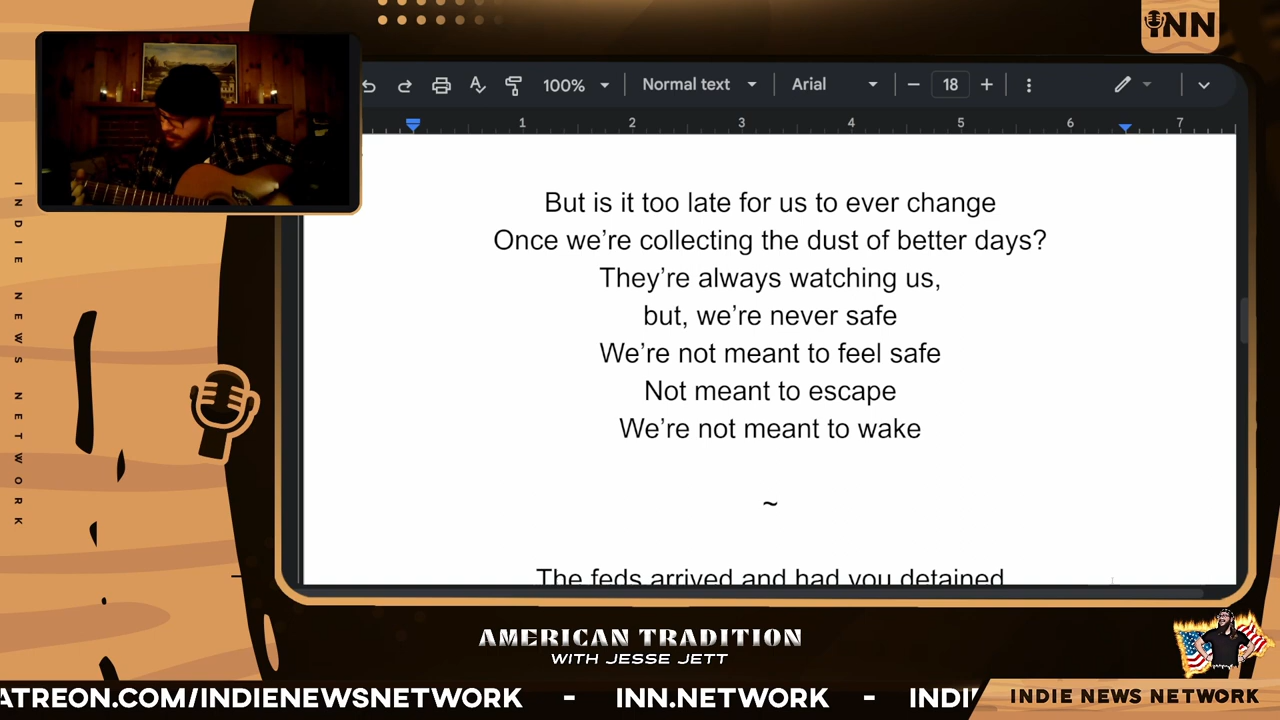 INN
100%
Normal text
Arial
18
1 2 3 4 5 6 7
But is it too late for us to ever change
Once we’re collecting the dust of better days?
They’re always watching us,
but, we’re never safe
We’re not meant to feel safe
Not meant to escape
We’re not meant to wake
~
The feds arrived and had you detained
INDIE NEWS NETWORK
AMERICAN TRADITION
WITH JESSE JETT
ATREON.COM/INDIENEWSNETWORK - INN.NETWORK - INDI
INDIE NEWS NETWORK